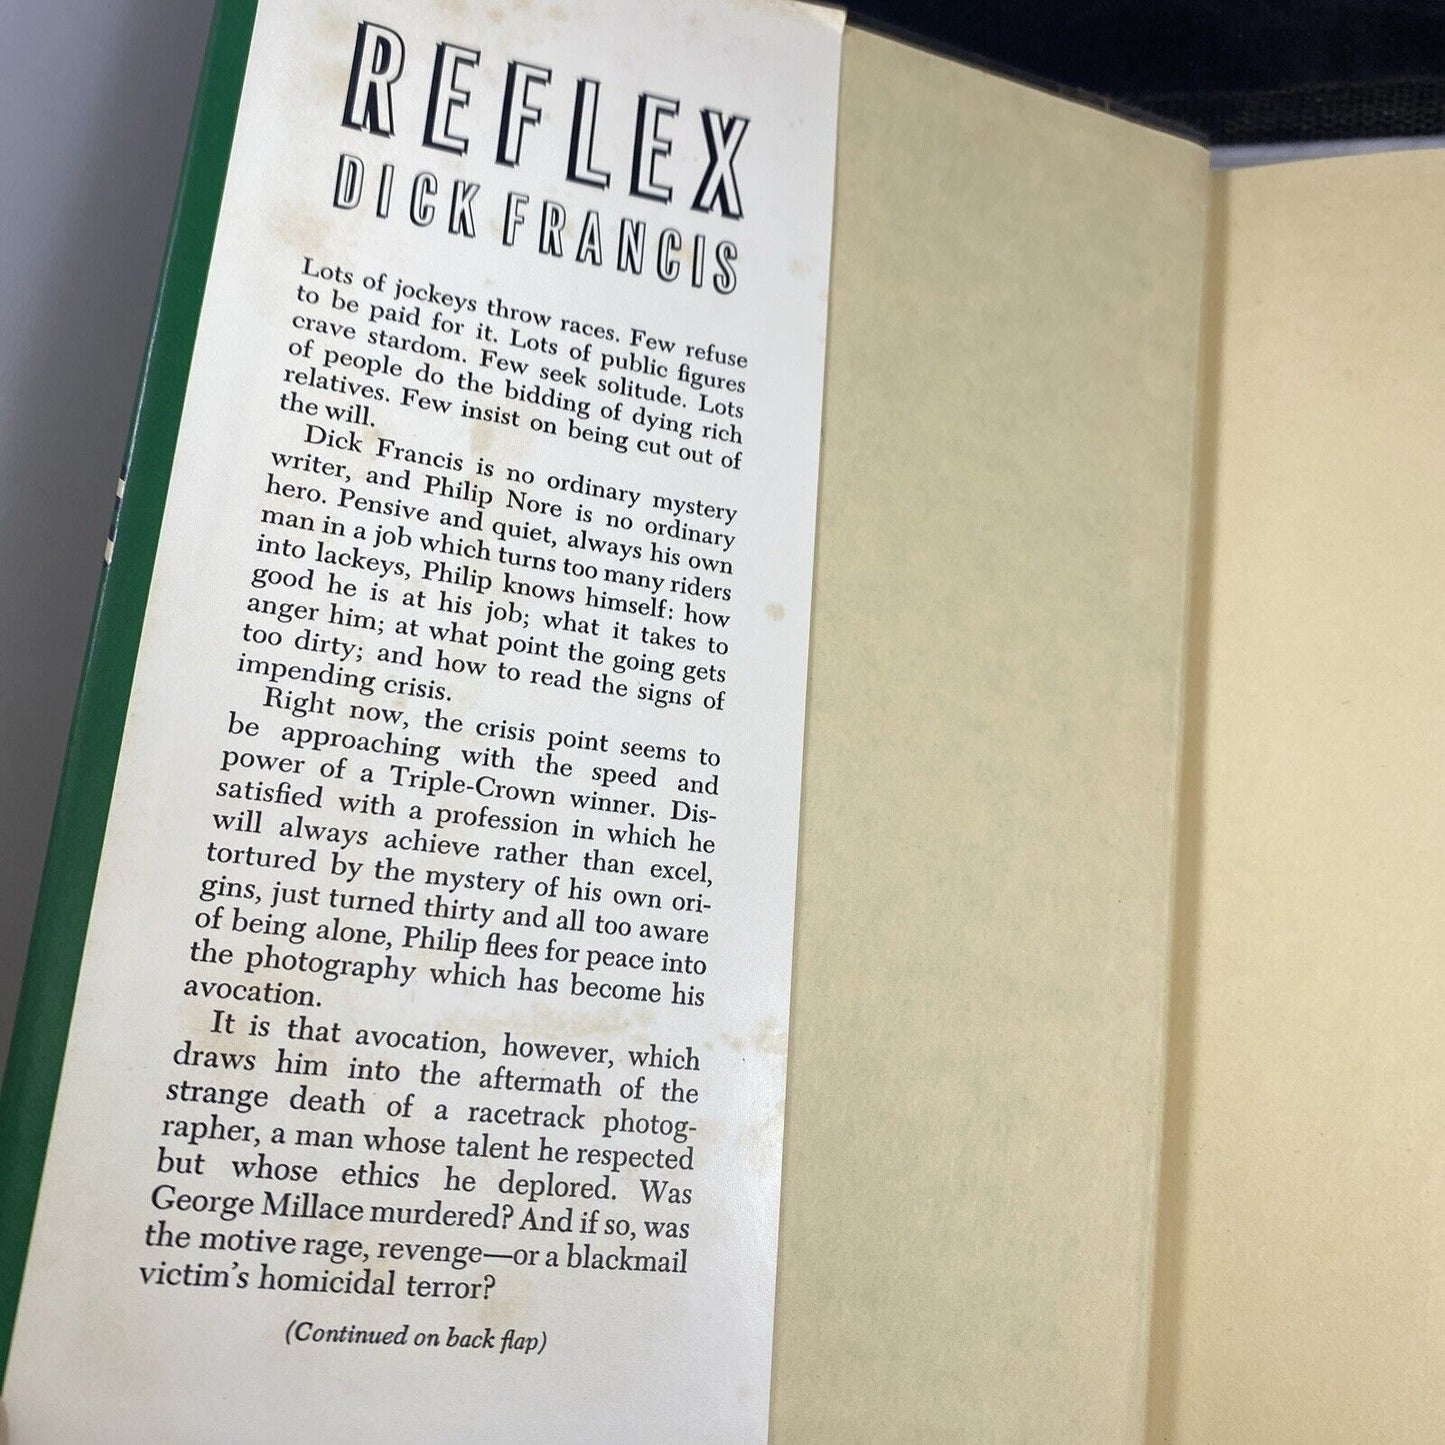 REFLEX
DICK FRANCIS
Lots of jockeys throw races. Few refuse
to be paid for it. Lots of public figures
crave stardom. Few seek solitude. Lots
of people do the bidding of dying rich
relatives. Few insist on being cut out of
the will.
Dick Francis is no ordinary mystery
writer, and Philip Nore is no ordinary
hero. Pensive and quiet, always his own
man in a job which turns too many riders
into lackeys, Philip knows himself: how
good he is at his job; what it takes to
anger him; at what point the going gets
too dirty; and how to read the signs of
impending crisis.
Right now, the crisis point seems to
be approaching with the speed and
power of a Triple-Crown winner. Dis-
satisfied with a profession in which he
will always achieve rather than excel,
tortured by the mystery of his own ori-
gins, just turned thirty and all too aware
of being alone, Philip flees for peace into
the photography which has become his
avocation.
It is that avocation, however, which
draws him into the aftermath of the
strange death of a racetrack photog-
rapher, a man whose talent he respected
but whose ethics he deplored. Was
George Millace murdered? And if so, was
the motive rage, revenge—or a blackmail
victim's homicidal terror?
(Continued on back flap)